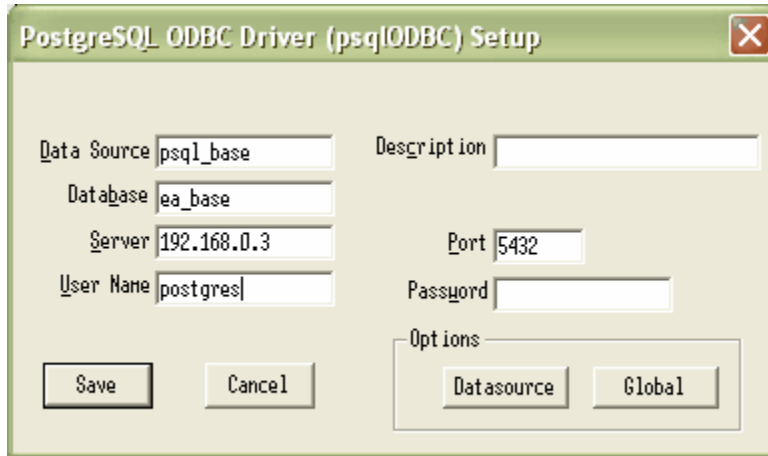 PostgreSQL ODBC Driver (psqlODBC) Setup
Data Source psql_base Description
Database ea_base
Server 192.168.0.3 Port 5432
User Name postgres Password
Options
Save Cancel Datasource Global